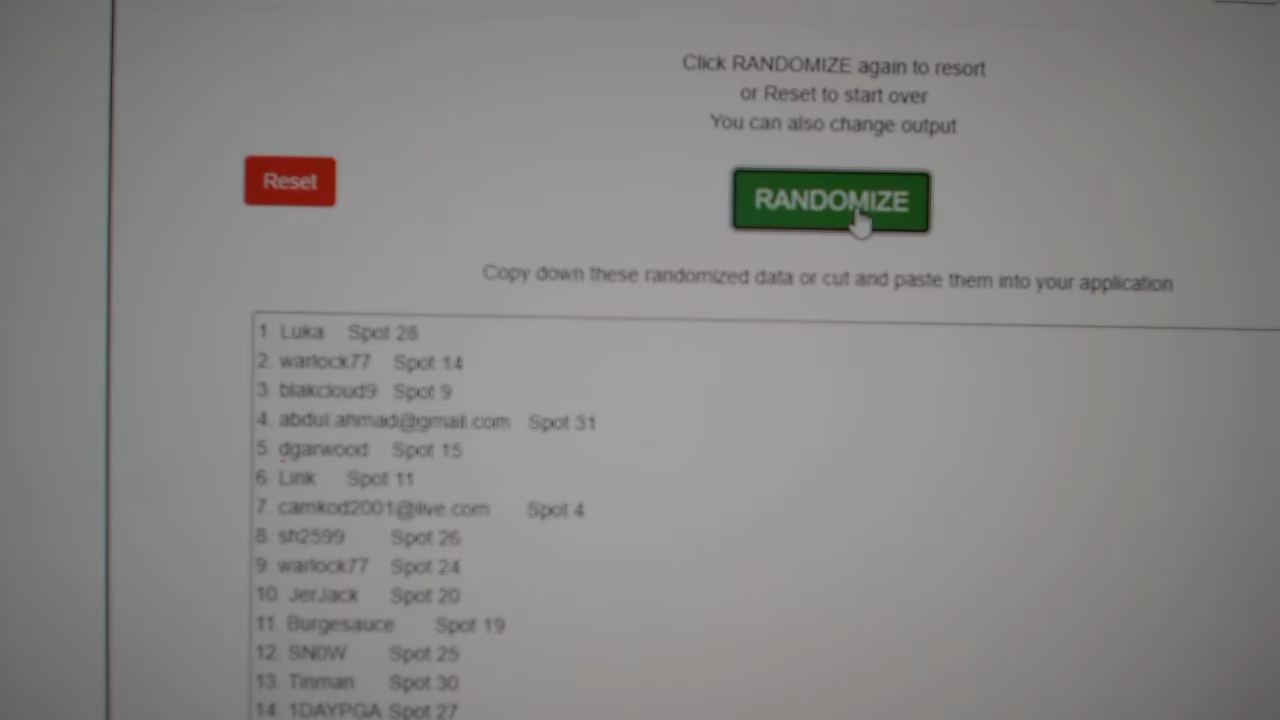 Click RANDOMIZE again to resort
or Reset to start over
You can also change output
Reset
RANDOMIZE
Copy down these randomized data or cut and paste them into your application
1. Luka Spot 28
2. warlock77 Spot 14
3. blakcloud9 Spot 9
4. abdul.ahmad@gmail.com Spot 31
5. dgarwood Spot 15
6. Link Spot 11
7. camkod2001@live.com Spot 4
8. sh2599 Spot 26
9. warlock77 Spot 24
10. JerJack Spot 20
11. Burgesauce Spot 19
12. SN0W Spot 25
13. Tinman Spot 30
14. 1DAYPGA Spot 27